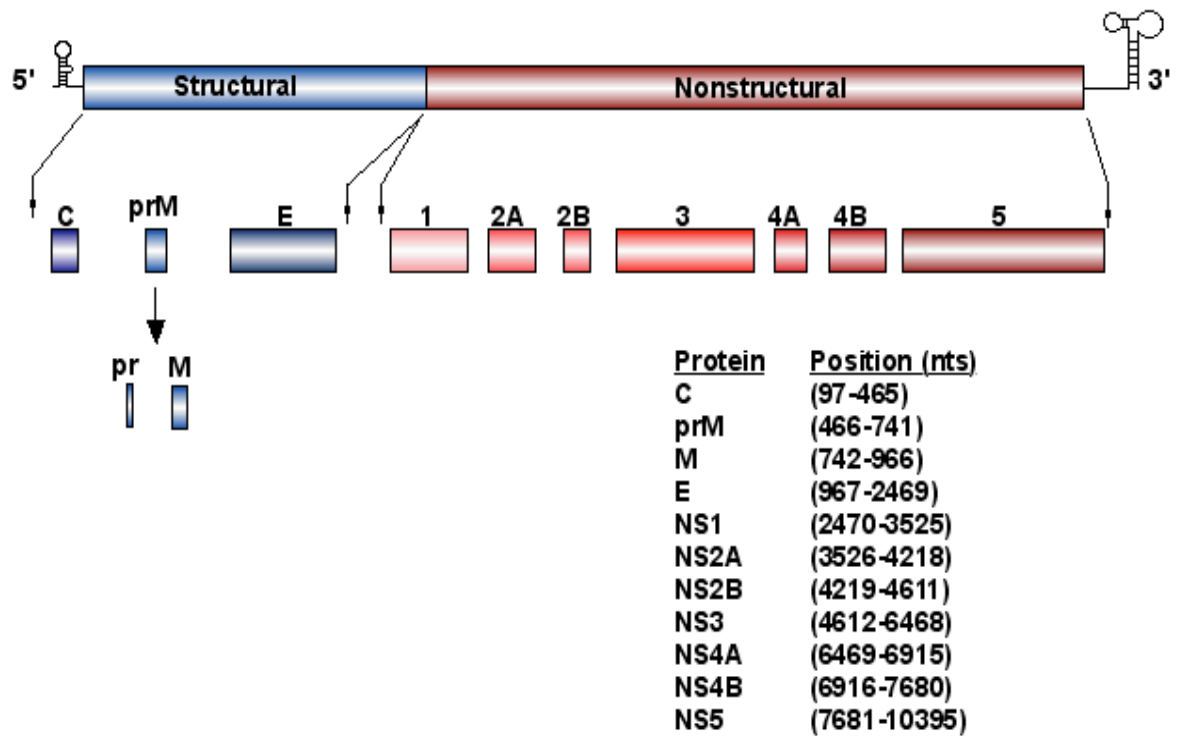 5' Structural Nonstructural 3'
C prM E 1 2A 2B 3 4A 4B 5
pr M
Protein Position (nts)
C (97-465)
prM (466-741)
M (742-966)
E (967-2469)
NS1 (2470-3525)
NS2A (3526-4218)
NS2B (4219-4611)
NS3 (4612-6468)
NS4A (6469-6915)
NS4B (6916-7680)
NS5 (7681-10395)